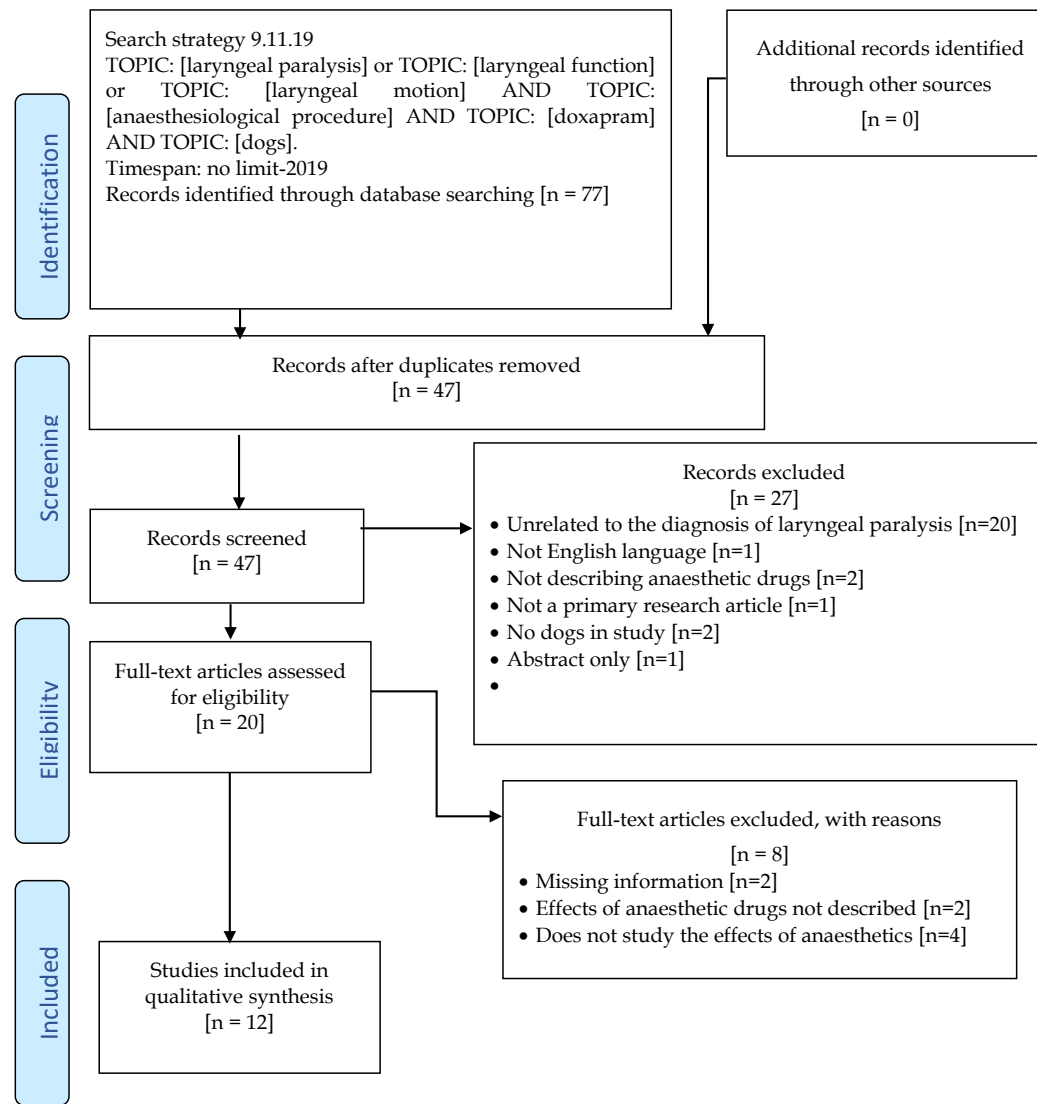 Search strategy 9.11.19
TOPIC: [laryngeal paralysis] or TOPIC: [laryngeal function]
or TOPIC: [laryngeal motion] AND TOPIC:
[anaesthesiological procedure] AND TOPIC: [doxapram]
AND TOPIC: [dogs].
Timespan: no limit-2019
Records identified through database searching [n = 77]
Additional records identified
through other sources
[n = 0]
Identification
Records after duplicates removed
[n = 47]
Screening
Records screened
[n = 47]
Records excluded
[n = 27]
• Unrelated to the diagnosis of laryngeal paralysis [n=20]
• Not English language [n=1]
• Not describing anaesthetic drugs [n=2]
• Not a primary research article [n=1]
• No dogs in study [n=2]
• Abstract only [n=1]
•
Eligibility
Full-text articles assessed
for eligibility
[n = 20]
Full-text articles excluded, with reasons
[n = 8]
• Missing information [n=2]
• Effects of anaesthetic drugs not described [n=2]
• Does not study the effects of anaesthetics [n=4]
Included
Studies included in
qualitative synthesis
[n = 12]